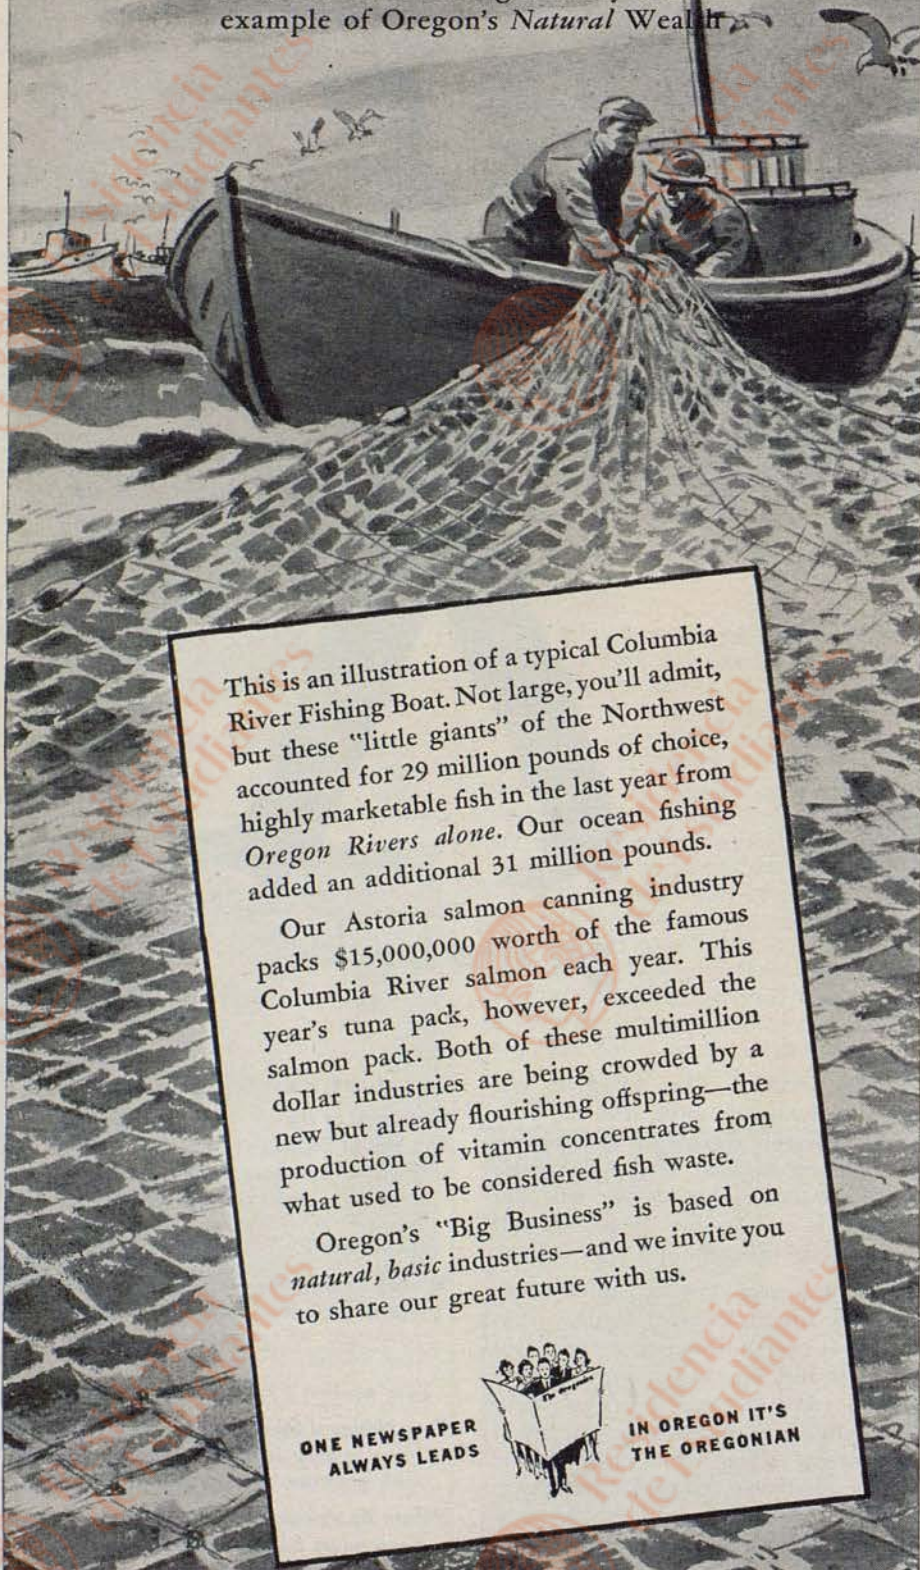 example of Oregon's Natural Wealth
This is an illustration of a typical Columbia
River Fishing Boat. Not large, you'll admit,
but these "little giants" of the Northwest
accounted for 29 million pounds of choice,
highly marketable fish in the last year from
Oregon Rivers alone. Our ocean fishing
added an additional 31 million pounds.
Our Astoria salmon canning industry
packs $15,000,000 worth of the famous
Columbia River salmon each year. This
year's tuna pack, however, exceeded the
salmon pack. Both of these multimillion
dollar industries are being crowded by a
new but already flourishing offspring—the
production of vitamin concentrates from
what used to be considered fish waste.
Oregon's "Big Business" is based on
natural, basic industries—and we invite you
to share our great future with us.
The Oregonian
ONE NEWSPAPER
ALWAYS LEADS
IN OREGON IT'S
THE OREGONIAN
Residencia
de Estudiantes